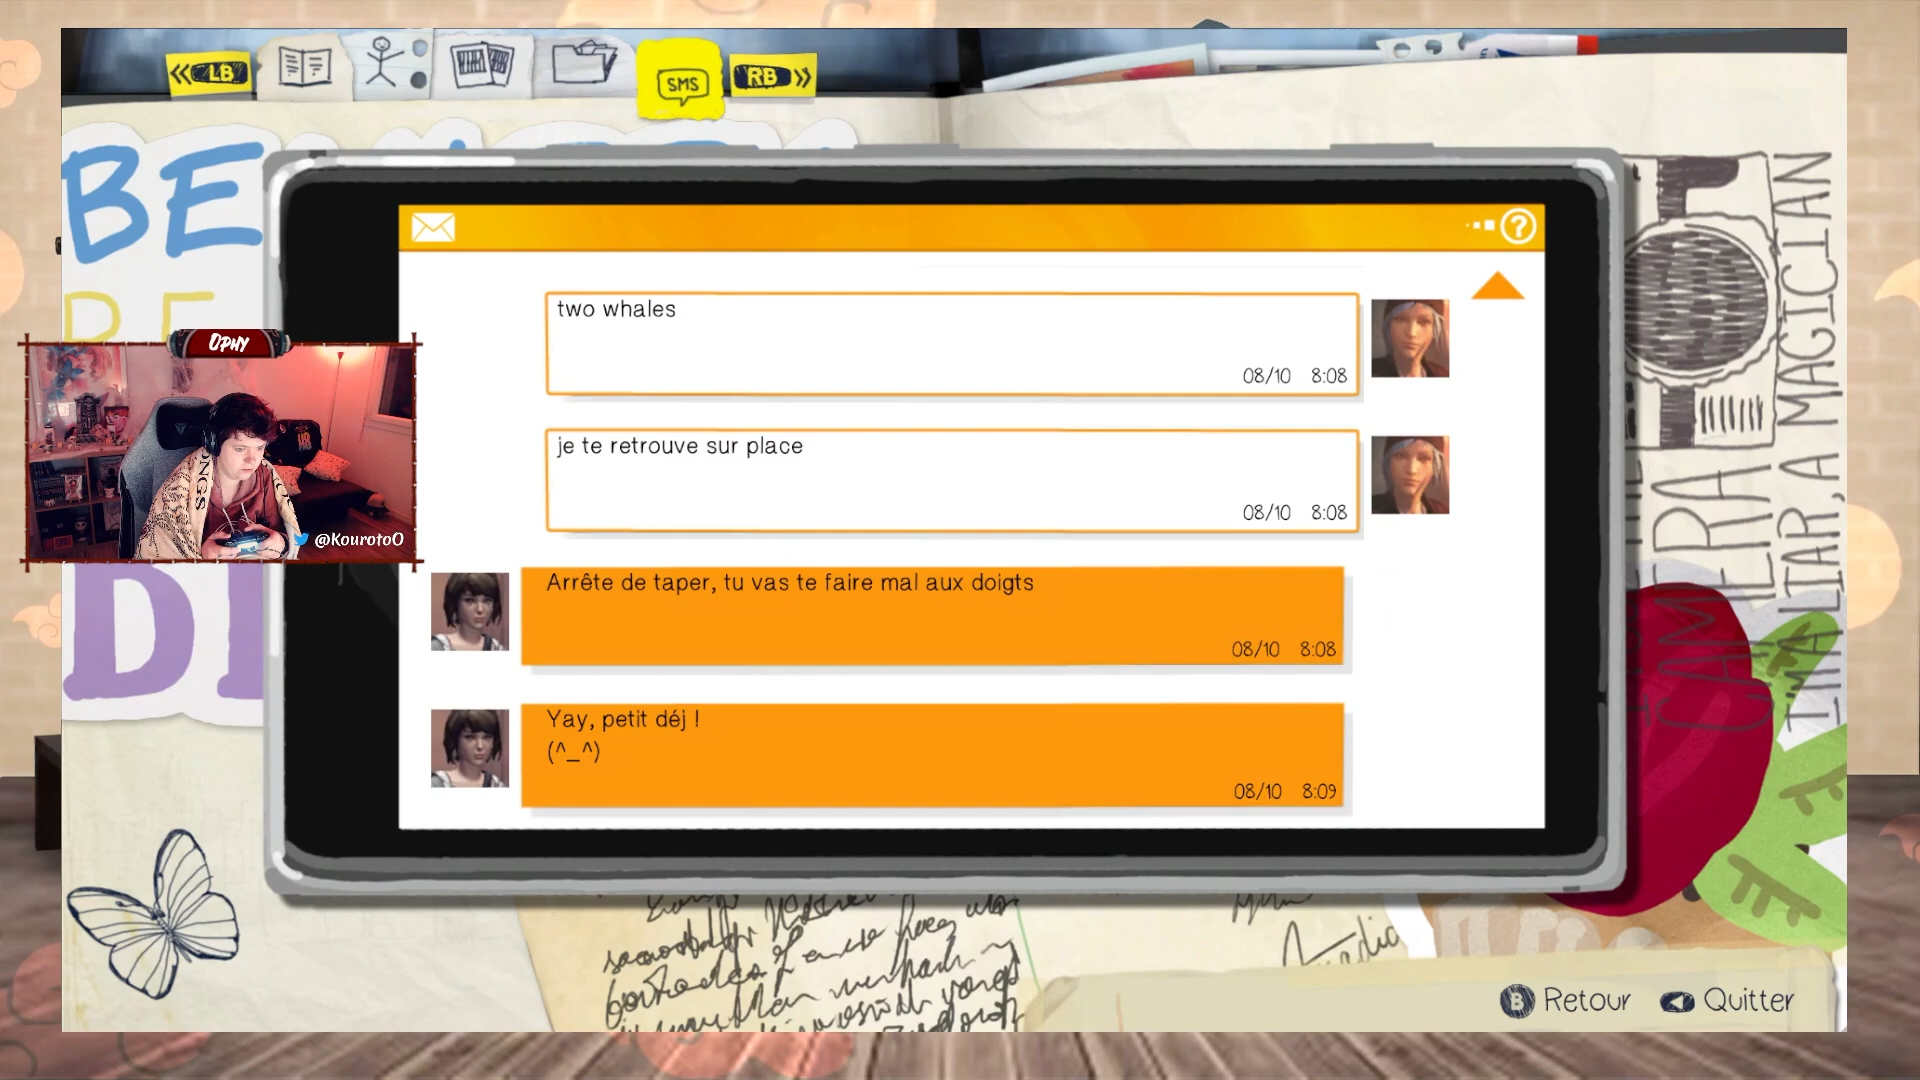 LB
SMS
RB
BE
DE
D
OPHY
@KourotoO
two whales
08/10 8:08
je te retrouve sur place
08/10 8:08
Arrête de taper, tu vas te faire mal aux doigts
08/10 8:08
Yay, petit déj !
(^_^)
08/10 8:09
CAMERA
LIAR, A MAGICIAN
B Retour
Quitter